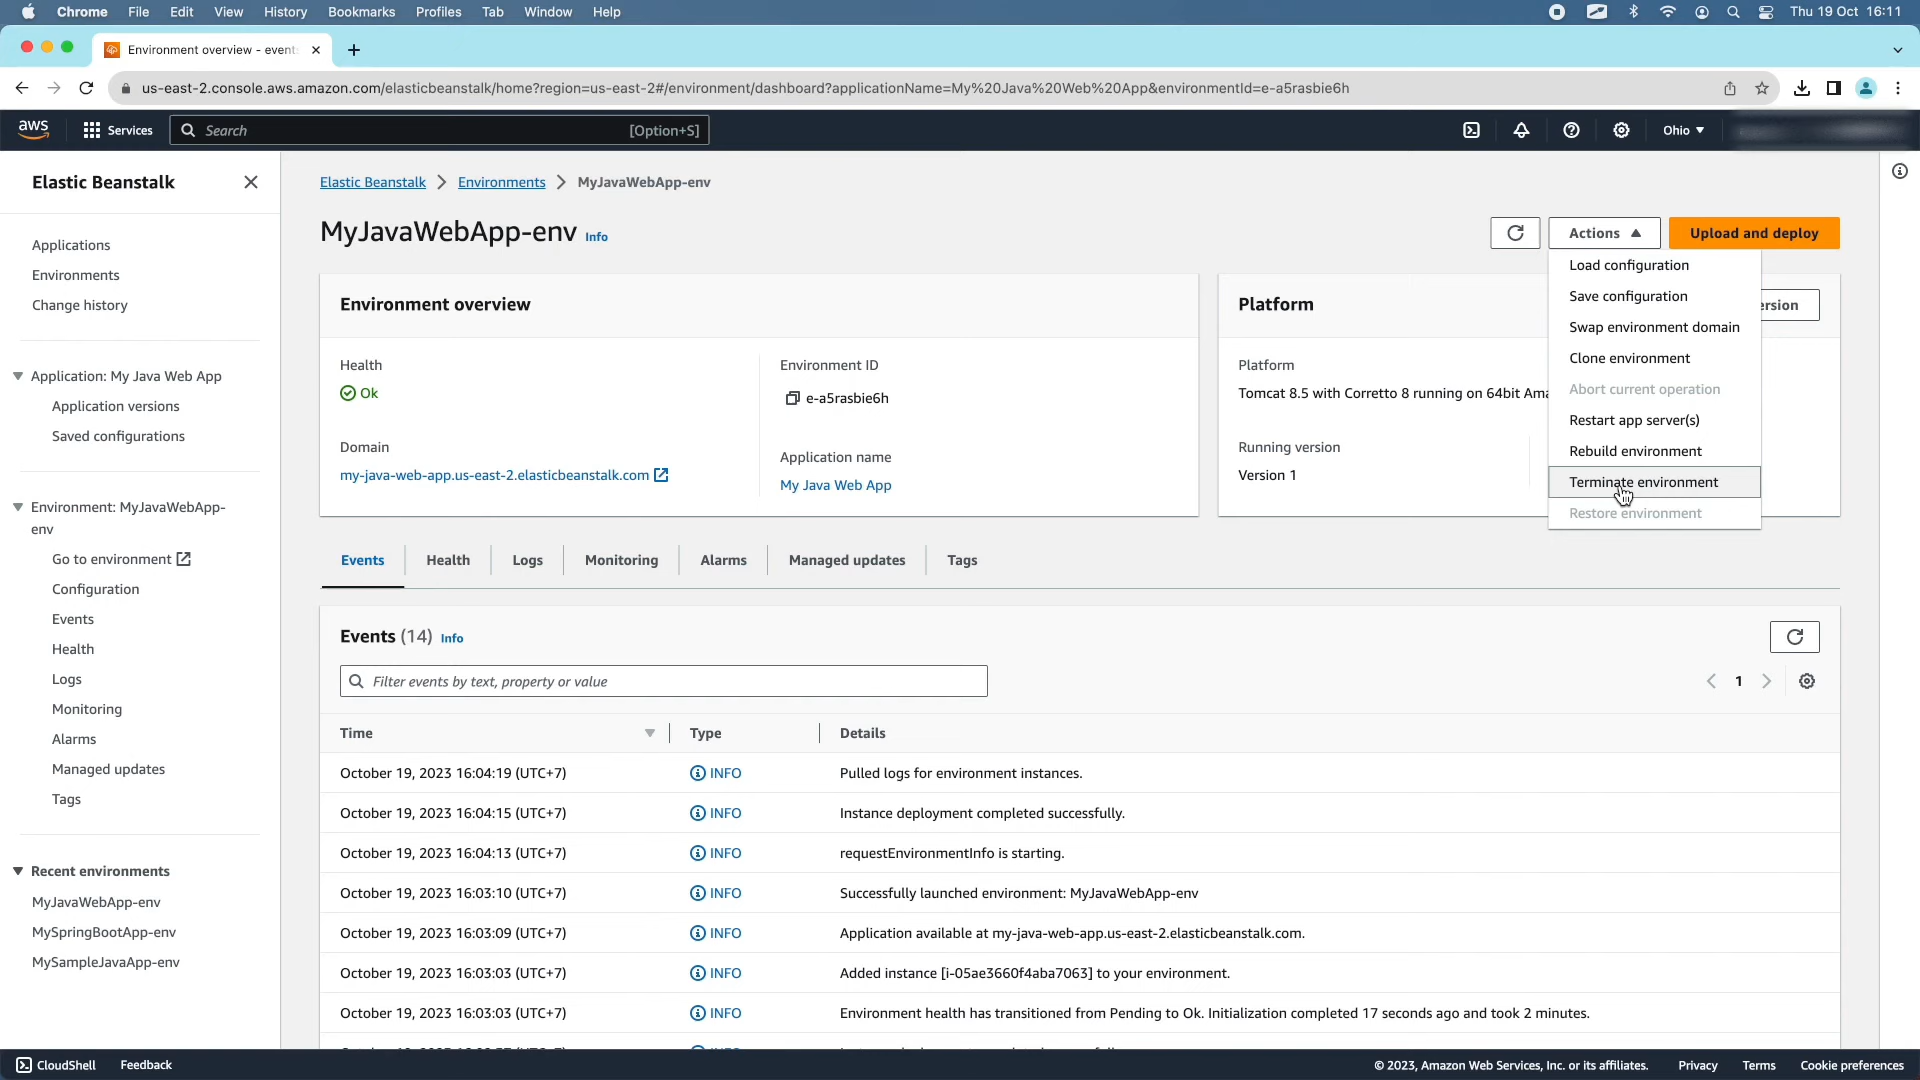 Chrome File Edit View History Bookmarks Profiles Tab Window Help Thu 19 Oct 16:11
Environment overview - event
us-east-2.console.aws.amazon.com/elasticbeanstalk/home?region=us-east-2#/environment/dashboard?applicationName=My%20Java%20Web%20App&environmentId=e-a5rasbie6h
aws Services Search [Option+S] Ohio
Elastic Beanstalk
Applications
Environments
Change history
Application: My Java Web App
Application versions
Saved configurations
Environment: MyJavaWebApp-
env
Go to environment
Configuration
Events
Health
Logs
Monitoring
Alarms
Managed updates
Tags
Recent environments
MyJavaWebApp-env
MySpringBootApp-env
MySampleJavaApp-env
Elastic Beanstalk Environments MyJavaWebApp-env
MyJavaWebApp-env Info
Actions Upload and deploy
Load configuration
Save configuration
Swap environment domain
Clone environment
Abort current operation
Restart app server(s)
Rebuild environment
Terminate environment
Restore environment
Environment overview
Health
Ok
Domain
my-java-web-app.us-east-2.elasticbeanstalk.com
Environment ID
e-a5rasbie6h
Application name
My Java Web App
Platform ersion
Platform
Tomcat 8.5 with Corretto 8 running on 64bit Ama
Running version
Version 1
Events Health Logs Monitoring Alarms Managed updates Tags
Events (14) Info
Filter events by text, property or value 1
Time Type Details
October 19, 2023 16:04:19 (UTC+7) INFO Pulled logs for environment instances.
October 19, 2023 16:04:15 (UTC+7) INFO Instance deployment completed successfully.
October 19, 2023 16:04:13 (UTC+7) INFO requestEnvironmentInfo is starting.
October 19, 2023 16:03:10 (UTC+7) INFO Successfully launched environment: MyJavaWebApp-env
October 19, 2023 16:03:09 (UTC+7) INFO Application available at my-java-web-app.us-east-2.elasticbeanstalk.com.
October 19, 2023 16:03:03 (UTC+7) INFO Added instance [i-05ae3660f4aba7063] to your environment.
October 19, 2023 16:03:03 (UTC+7) INFO Environment health has transitioned from Pending to Ok. Initialization completed 17 seconds ago and took 2 minutes.
CloudShell Feedback © 2023, Amazon Web Services, Inc. or its affiliates. Privacy Terms Cookie preferences